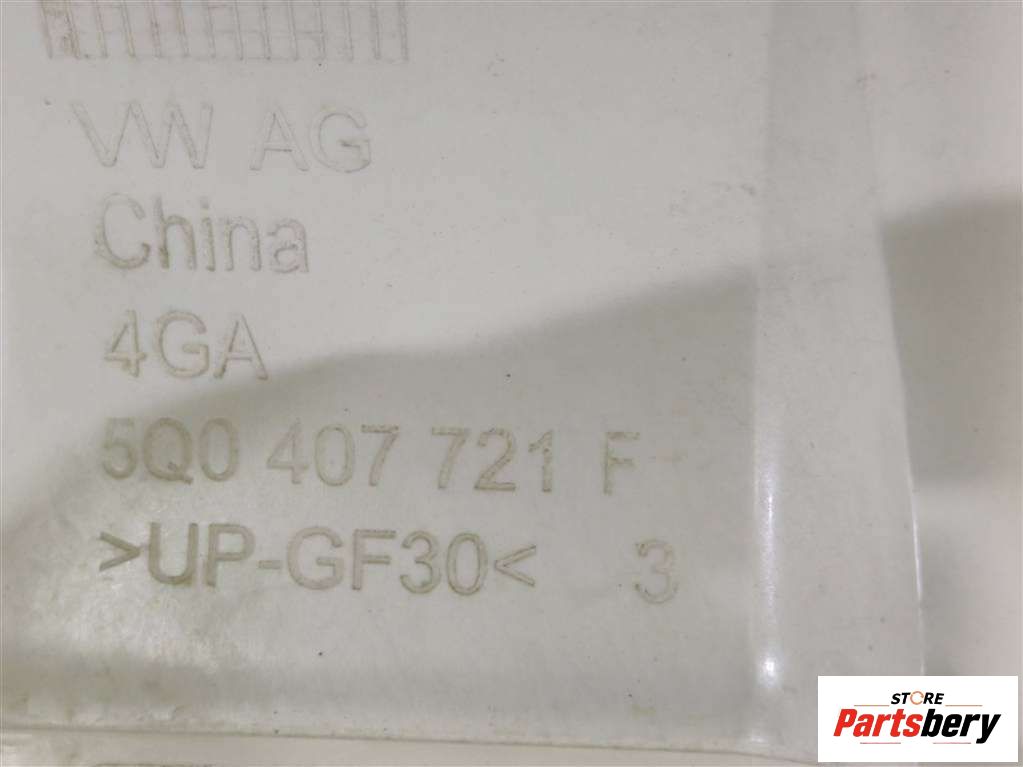 VW AG
China
4GA
5Q0 407 721 F
>UP-GF30< 3
STORE
Partsbery